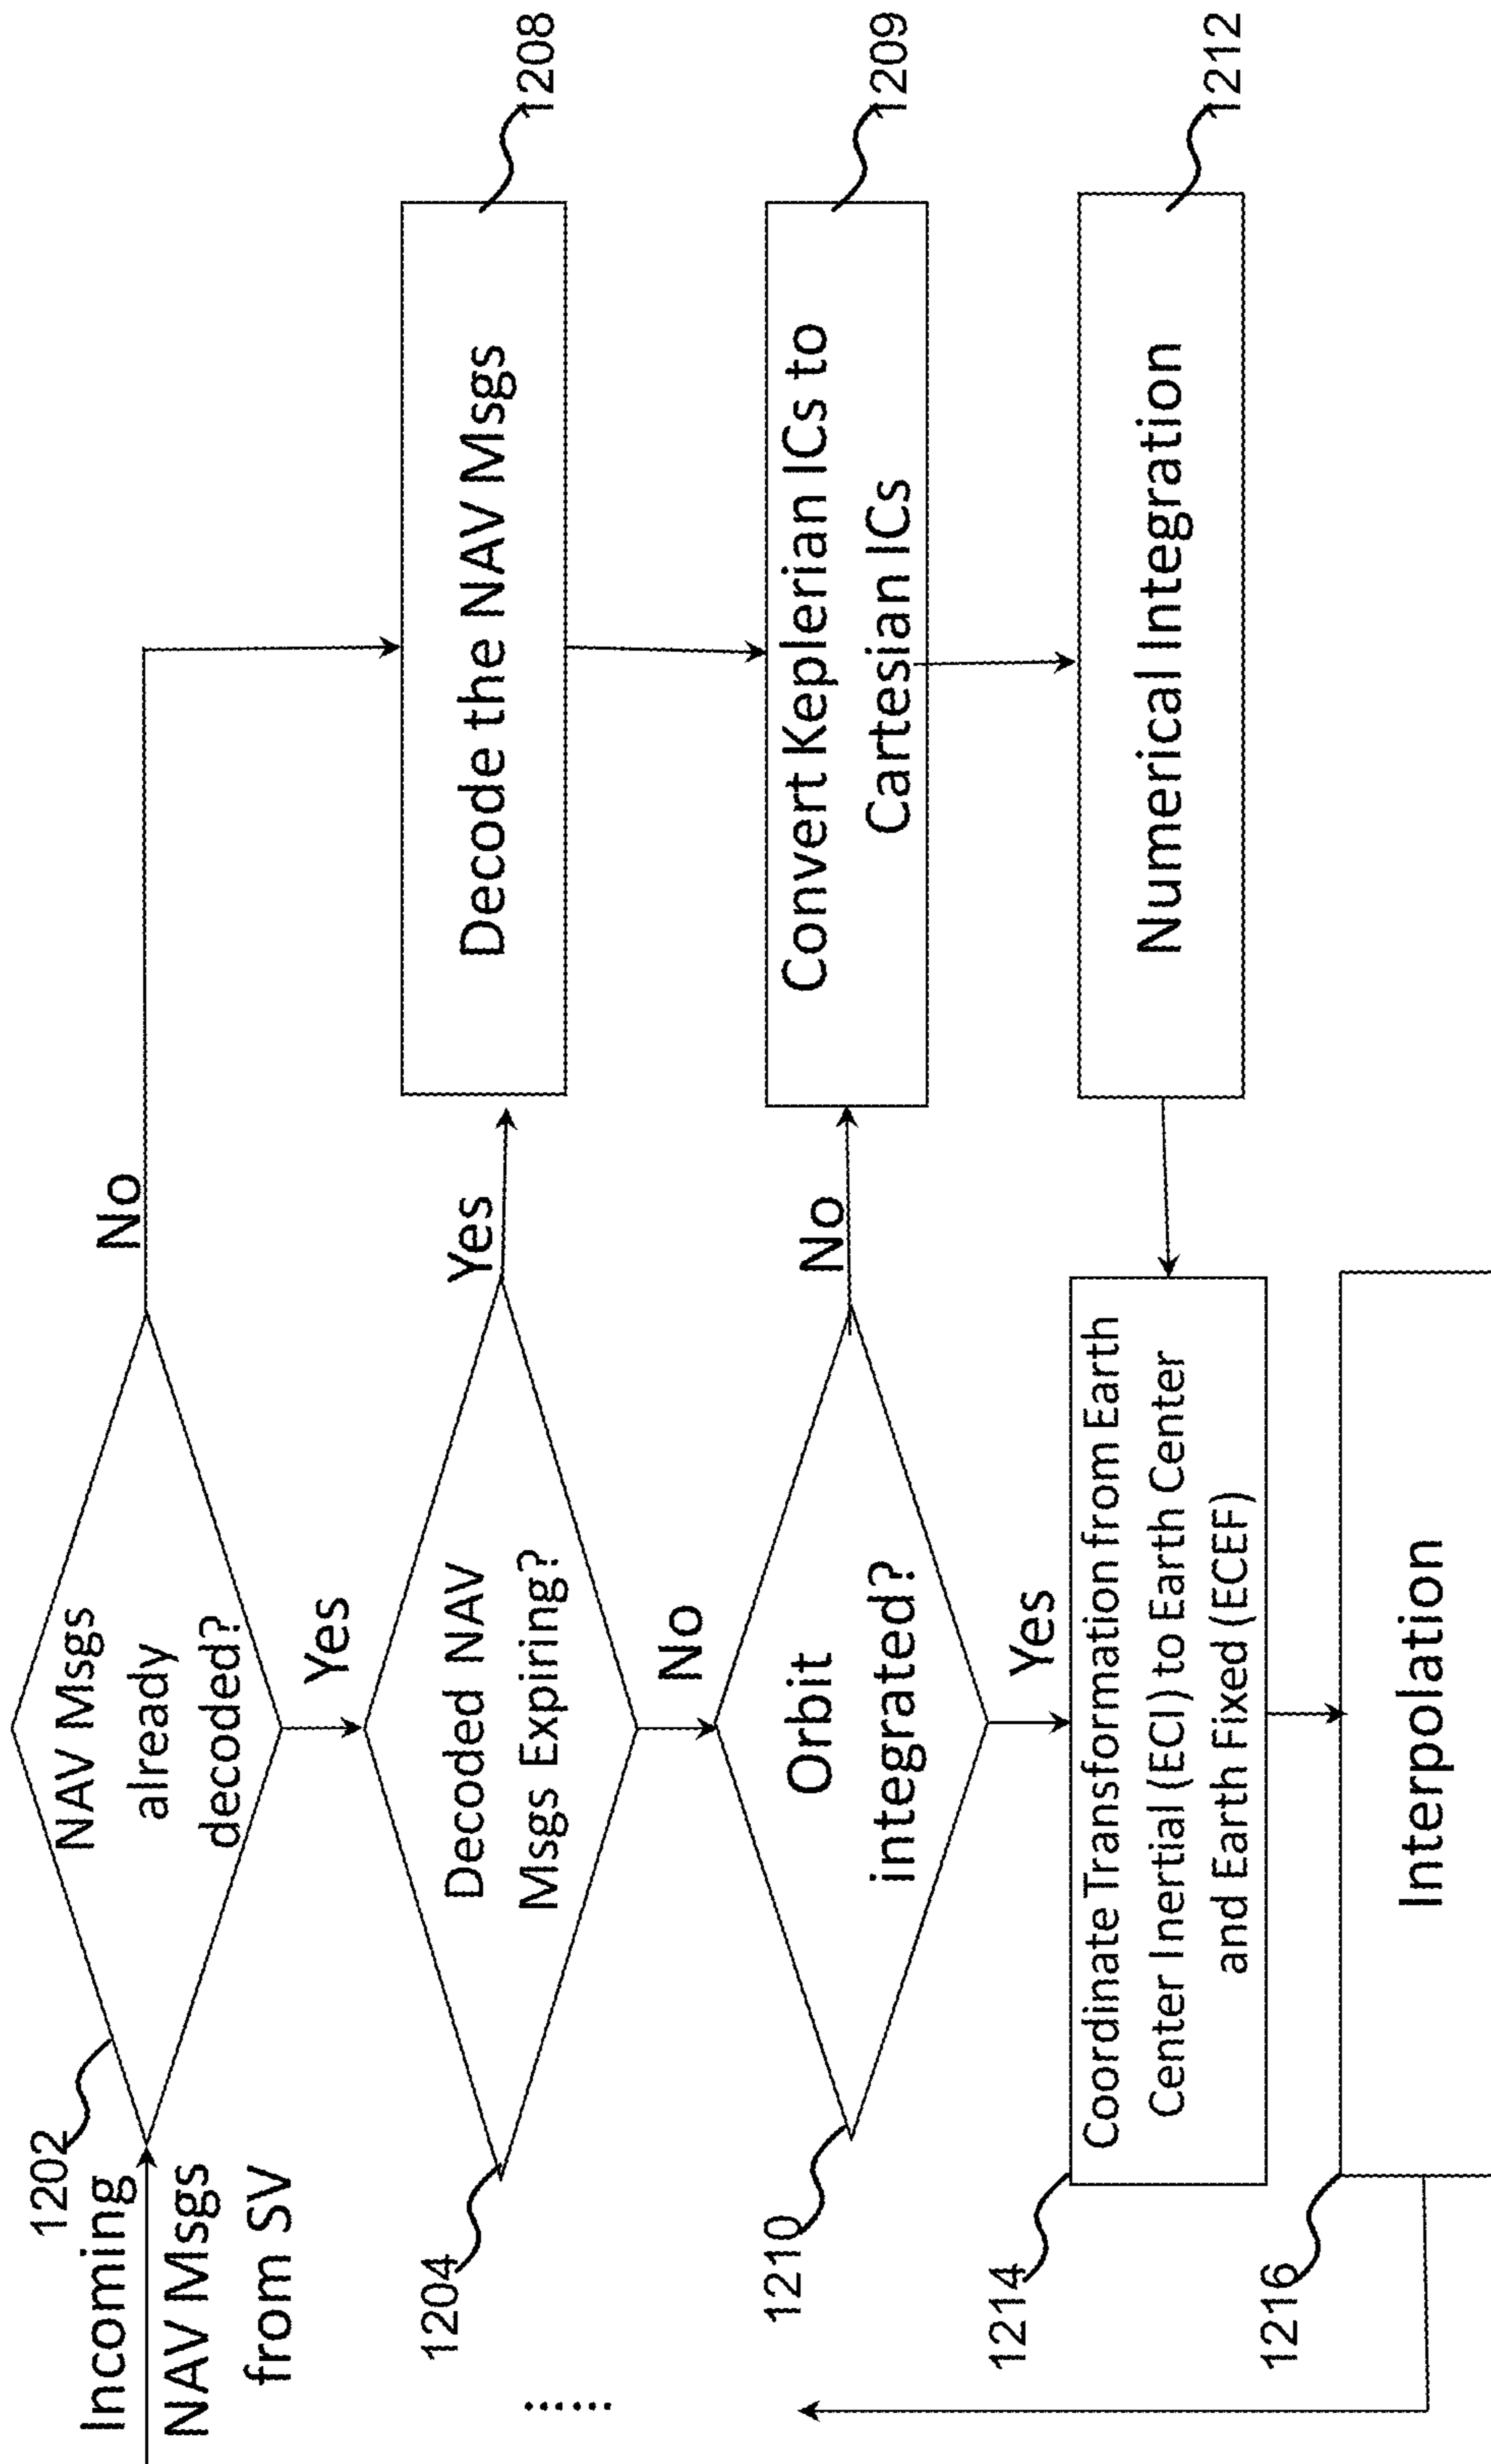 Incoming
NAV Msgs
from SV
1202
NAV Msgs
already
decoded?
No
Yes
1204
Decoded NAV
Msgs Expiring?
Yes
No
Decode the NAV Msgs
1208
1210
Orbit
integrated?
No
Yes
Convert Keplerian ICs to
Cartesian ICs
1209
Numerical Integration
1212
1214
Coordinate Transformation from Earth
Center Inertial (ECI) to Earth Center
and Earth Fixed (ECEF)
1216
Interpolation
......